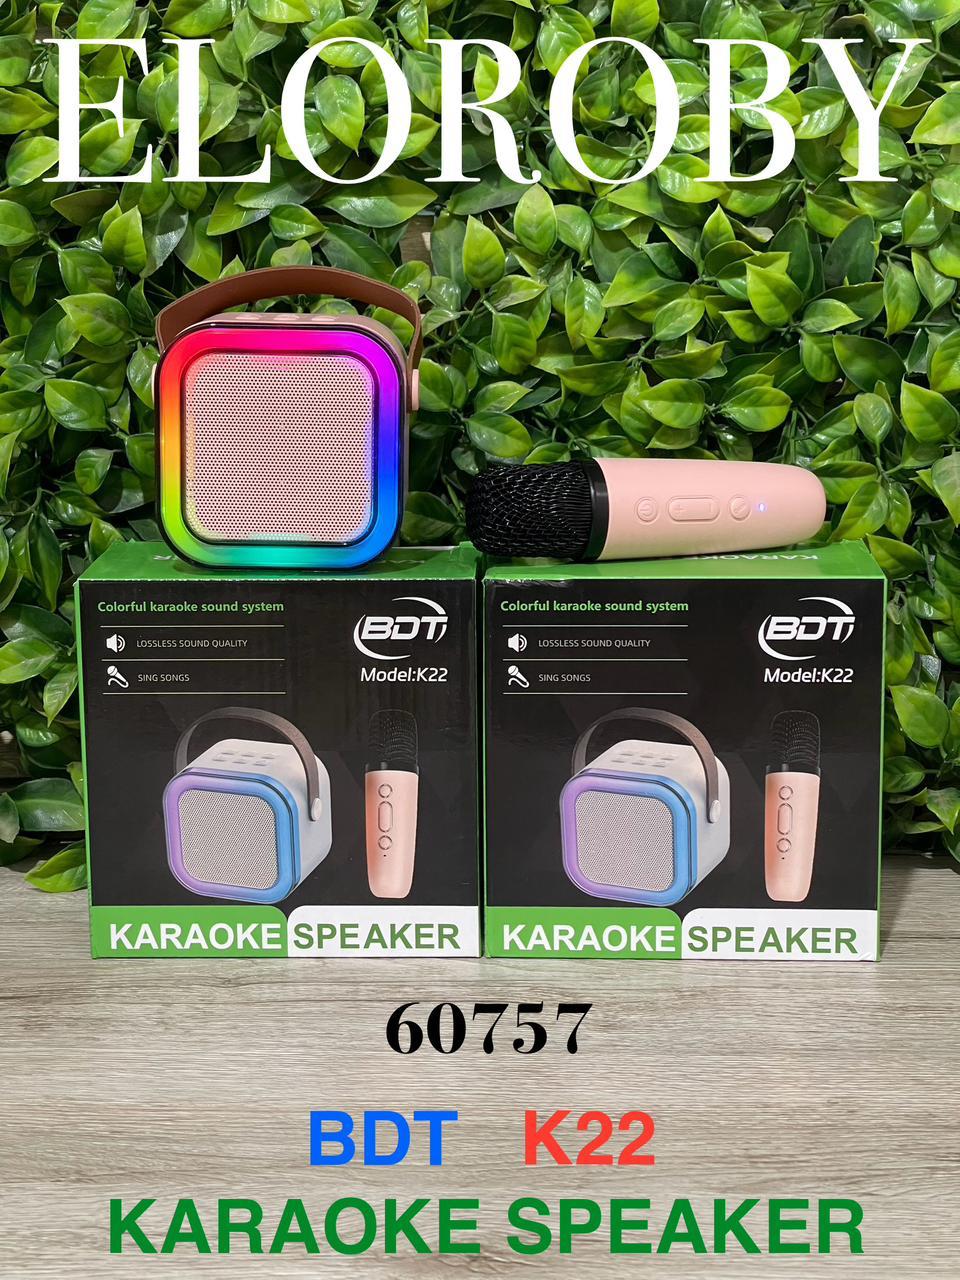 ELOROBY
Colorful karaoke sound system
LOSSLESS SOUND QUALITY
SING SONGS
BDT
Model:K22
KARAOKE SPEAKER
Colorful karaoke sound system
LOSSLESS SOUND QUALITY
SING SONGS
BDT
Model:K22
KARAOKE SPEAKER
60757
BDT K22
KARAOKE SPEAKER